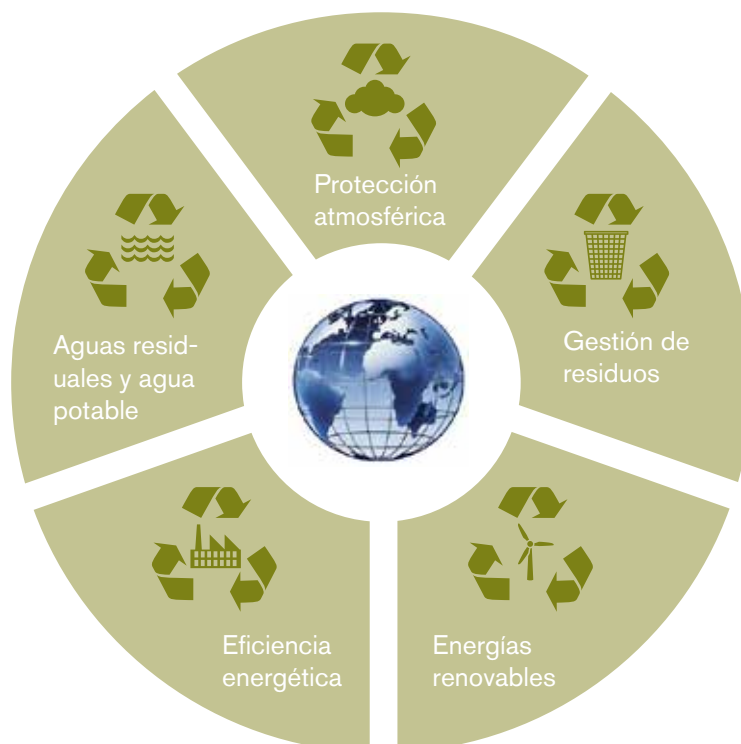 Protección
atmosférica
Gestión de
residuos
Energías
renovables
Eficiencia
energética
Aguas resid-
uales y agua
potable